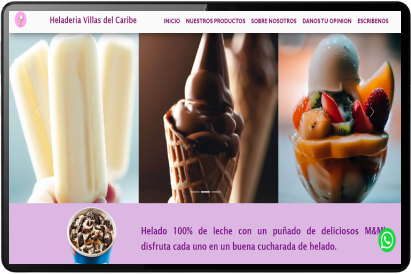 Heladeria Villas del Caribe
INICIO NUESTROS PRODUCTOS SOBRE NOSOTROS DANOS TU OPINION ESCRIBENOS
Helado 100% de leche con un puñado de deliciosos M&M
disfruta cada uno en un buena cucharada de helado.